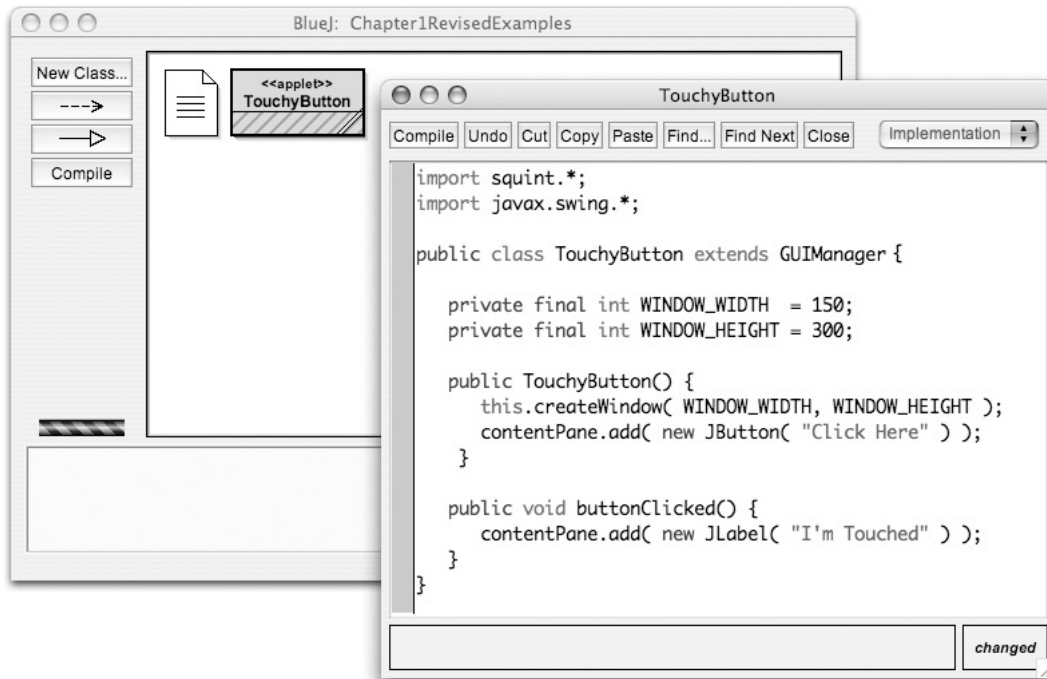 BlueJ: Chapter1RevisedExamples
New Class...
--->
Compile
<<applet>>
TouchyButton
TouchyButton
Compile Undo Cut Copy Paste Find... Find Next Close Implementation
import squint.*;
import javax.swing.*;
public class TouchyButton extends GUIManager {
private final int WINDOW_WIDTH = 150;
private final int WINDOW_HEIGHT = 300;
public TouchyButton() {
this.createWindow( WINDOW_WIDTH, WINDOW_HEIGHT );
contentPane.add( new JButton( "Click Here" ) );
}
public void buttonClicked() {
contentPane.add( new JLabel( "I'm Touched" ) );
}
}
changed